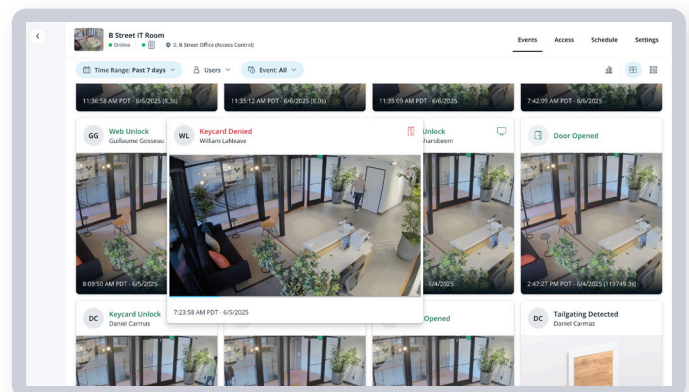 B Street IT Room
Online
0. B Street Office (Access Control)
Events
Access
Schedule
Settings
Time Range: Past 7 days
Users
Event: All
11:36:58 AM PDT - 6/6/2025 (8.3s)
11:35:12 AM PDT - 6/6/2025 (8.0s)
11:35:09 AM PDT - 6/6/2025
7:42:09 AM PDT - 6/6/2025
GG
Web Unlock
Guillaume Gosseau
WL
Keycard Denied
William LaNeave
Unlock
harobeem
Door Opened
8:09:50 AM PDT - 6/5/2025
7:23:58 AM PDT - 6/5/2025
- 6/4/2025
2:47:27 PM PDT - 6/4/2025 (119749.3s)
DC
Keycard Unlock
Daniel Carmas
Opened
DC
Tailgating Detected
Daniel Carmas